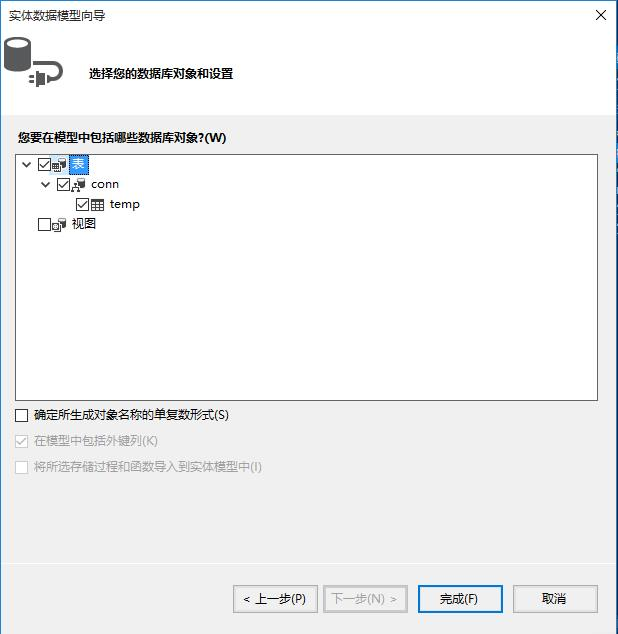 实体数据模型向导
选择您的数据库对象和设置
您要在模型中包括哪些数据库对象?(W)
表
conn
temp
视图
确定所生成对象名称的单复数形式(S)
在模型中包括外键列(K)
将所选存储过程和函数导入到实体模型中(I)
< 上一步(P) 下一步(N) > 完成(F) 取消